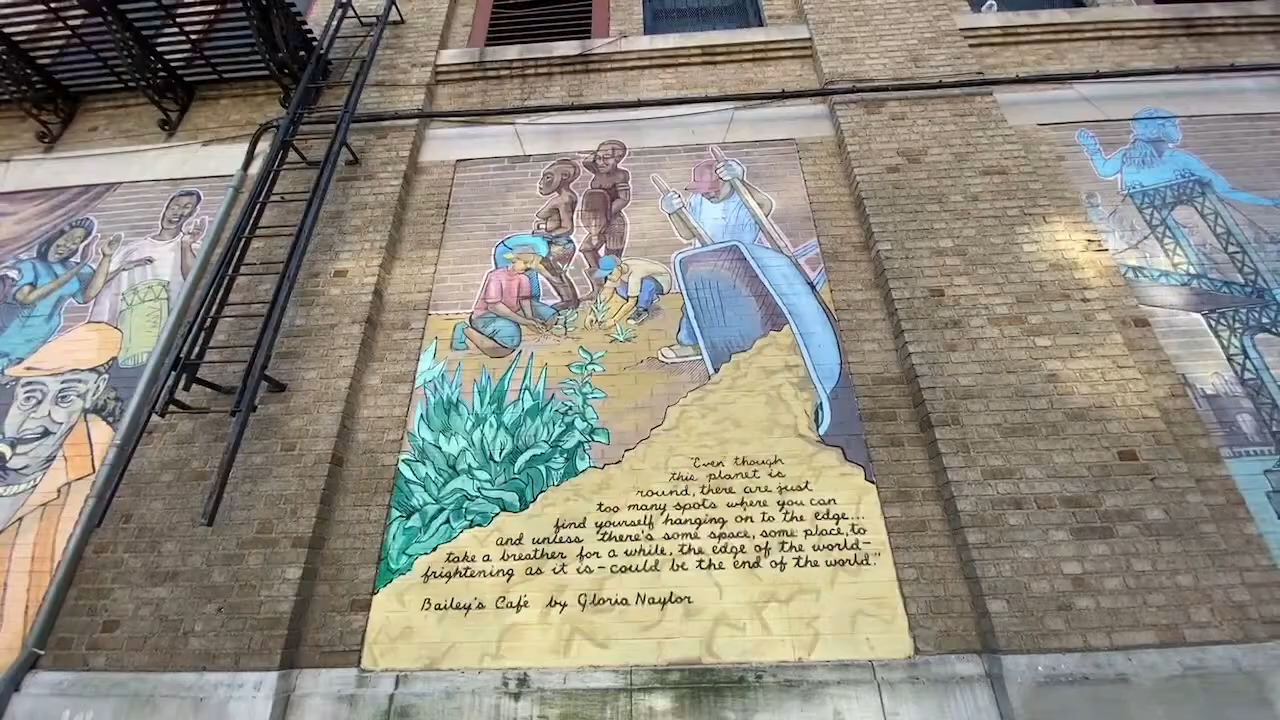 "Even though
this planet is
round, there are just
too many spots where you can
find yourself hanging on to the edge...
and unless there's some space, some place, to
take a breather for a while, the edge of the world-
frightening as it is-could be the end of the world."
Bailey's Café by Gloria Naylor